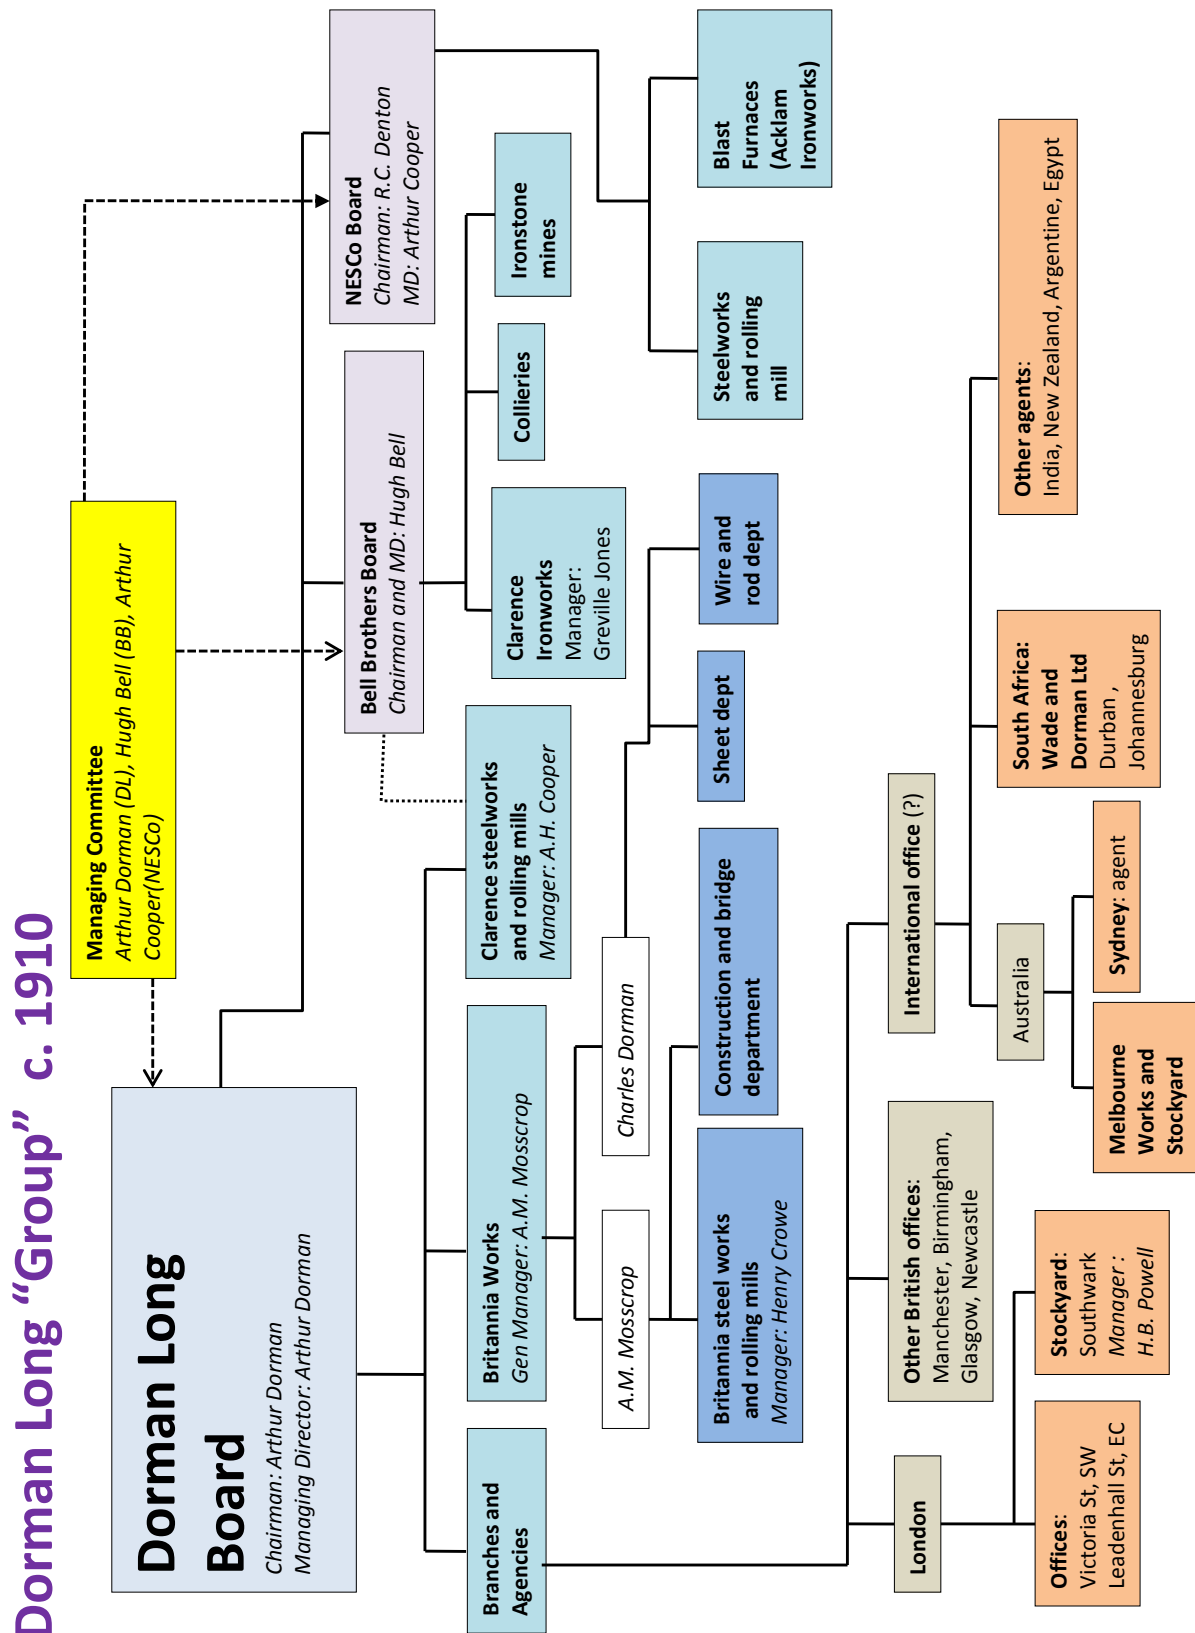 Dorman Long “Group” c. 1910
Managing Committee
Arthur Dorman (DL), Hugh Bell (BB), Arthur
Cooper(NESCo)
Dorman Long
Board
Chairman: Arthur Dorman
Managing Director: Arthur Dorman
Bell Brothers Board
Chairman and MD: Hugh Bell
NESCo Board
Chairman: R.C. Denton
MD: Arthur Cooper
Branches and
Agencies
Britannia Works
Gen Manager: A.M. Mosscrop
Clarence steelworks
and rolling mills
Manager: A.H. Cooper
Clarence
Ironworks
Manager:
Greville Jones
Collieries
Ironstone
mines
A.M. Mosscrop
Charles Dorman
Britannia steel works
and rolling mills
Manager: Henry Crowe
Construction and bridge
department
Sheet dept
Wire and
rod dept
Steelworks
and rolling
mill
Blast
Furnaces
(Acklam
Ironworks)
London
Other British offices:
Manchester, Birmingham,
Glasgow, Newcastle
International office (?)
Offices:
Victoria St, SW
Leadenhall St, EC
Stockyard:
Southwark
Manager :
H.B. Powell
Australia
South Africa:
Wade and
Dorman Ltd
Durban ,
Johannesburg
Other agents:
India, New Zealand, Argentine, Egypt
Melbourne
Works and
Stockyard
Sydney: agent